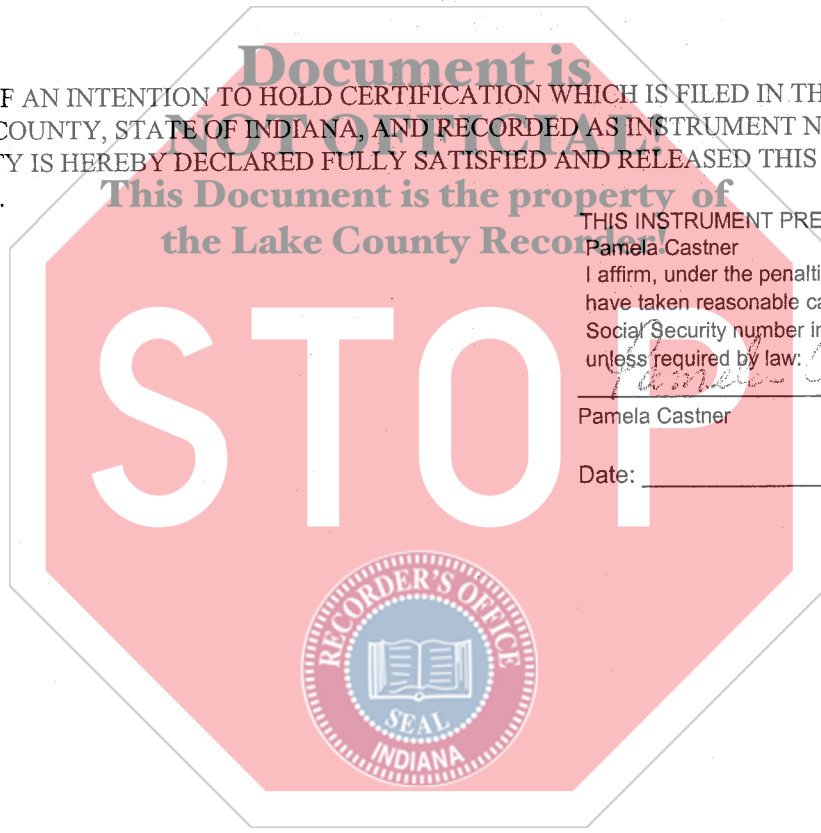 Document is
F AN INTENTION TO HOLD CERTIFICATION WHICH IS FILED IN TH
COUNTY, STATE OF INDIANA, AND RECORDED AS INSTRUMENT N
NOT OFFICIAL!
TY IS HEREBY DECLARED FULLY SATISFIED AND RELEASED THIS
This Document is the property of
.
the Lake County Recorder!
THIS INSTRUMENT PRE
Pamela Castner
I affirm, under the penalti
have taken reasonable ca
Social Security number in
unless required by law:
Pamela C
Pamela Castner
Date:
STOP
RECORDER'S OFFICE
SEAL
INDIANA